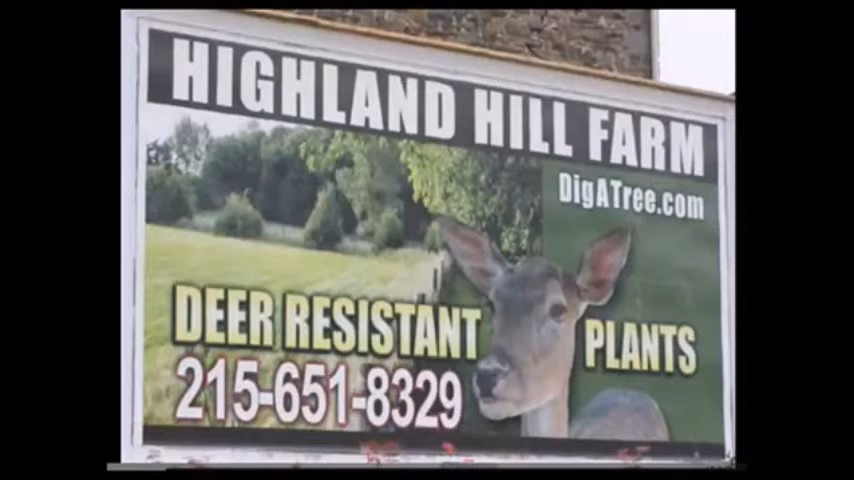 HIGHLAND HILL FARM
DigATree.com
DEER RESISTANT PLANTS
215-651-8329